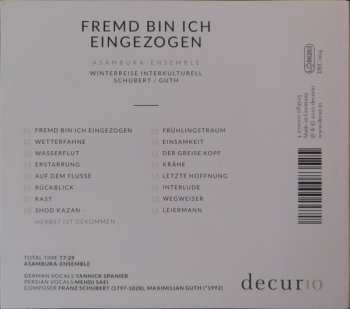 FREMD BIN ICH
EINGEZOGEN
ASAMBURA-ENSEMBLE
WINTERREISE INTERKULTURELL
SCHUBERT / GUTH
FREMD BIN ICH EINGEZOGEN
WETTERFAHNE
WASSERFLUT
ERSTARRUNG
AUF DEM FLUSSE
RÜCKBLICK
RAST
SHOD KAZAN
HERBST IST GEKOMMEN
FRÜHLINGSTRAUM
EINSAMKEIT
DER GREISE KOPF
KRÄHE
LETZTE HOFFNUNG
INTERLUDE
WEGWEISER
LEIERMANN
TOTAL TIME 77:29
ASAMBURA-ENSEMBLE
GERMAN VOCALS YANNICK SPANIER
PERSIAN VOCALS MEHDI SAEI
COMPOSER FRANZ SCHUBERT (1797-1828), MAXIMILIAN GUTH (*1992)
decurio